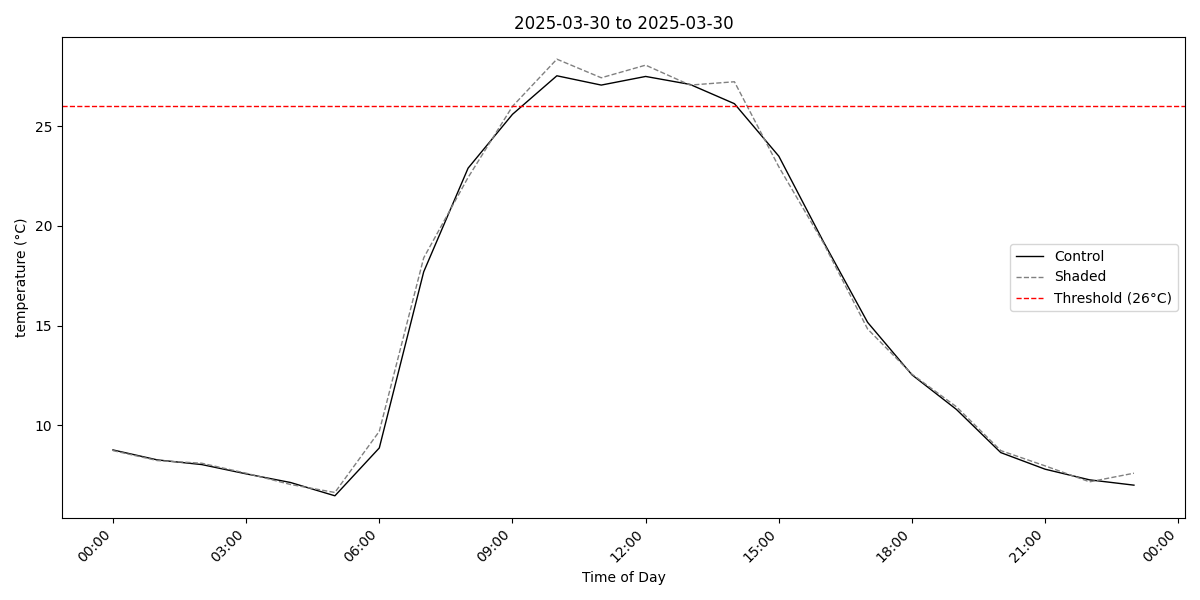 2025-03-30 to 2025-03-30
temperature (°C)
25
20
15
10
Control
Shaded
Threshold (26°C)
00:00
03:00
06:00
09:00
12:00
15:00
18:00
21:00
00:00
Time of Day